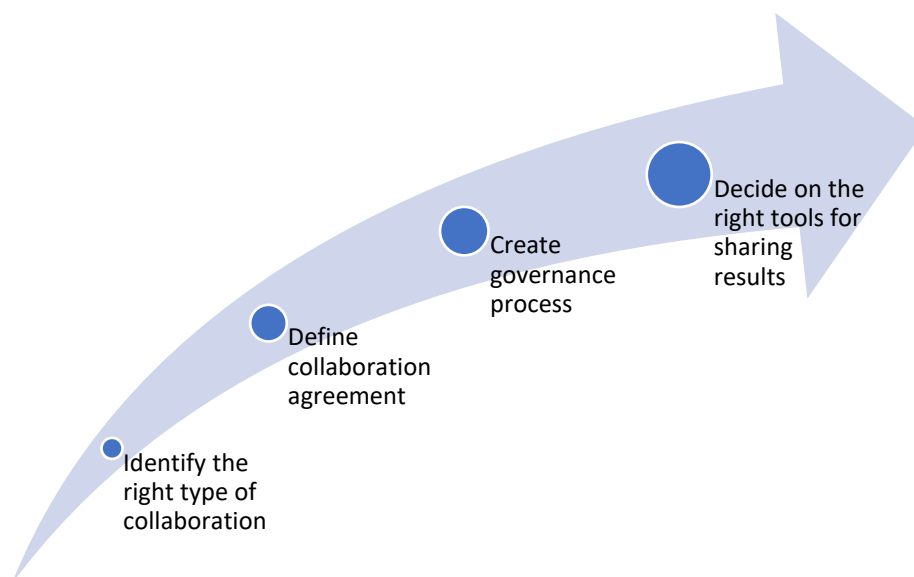 Identify the
right type of
collaboration
Define
collaboration
agreement
Create
governance
process
Decide on the
right tools for
sharing
results